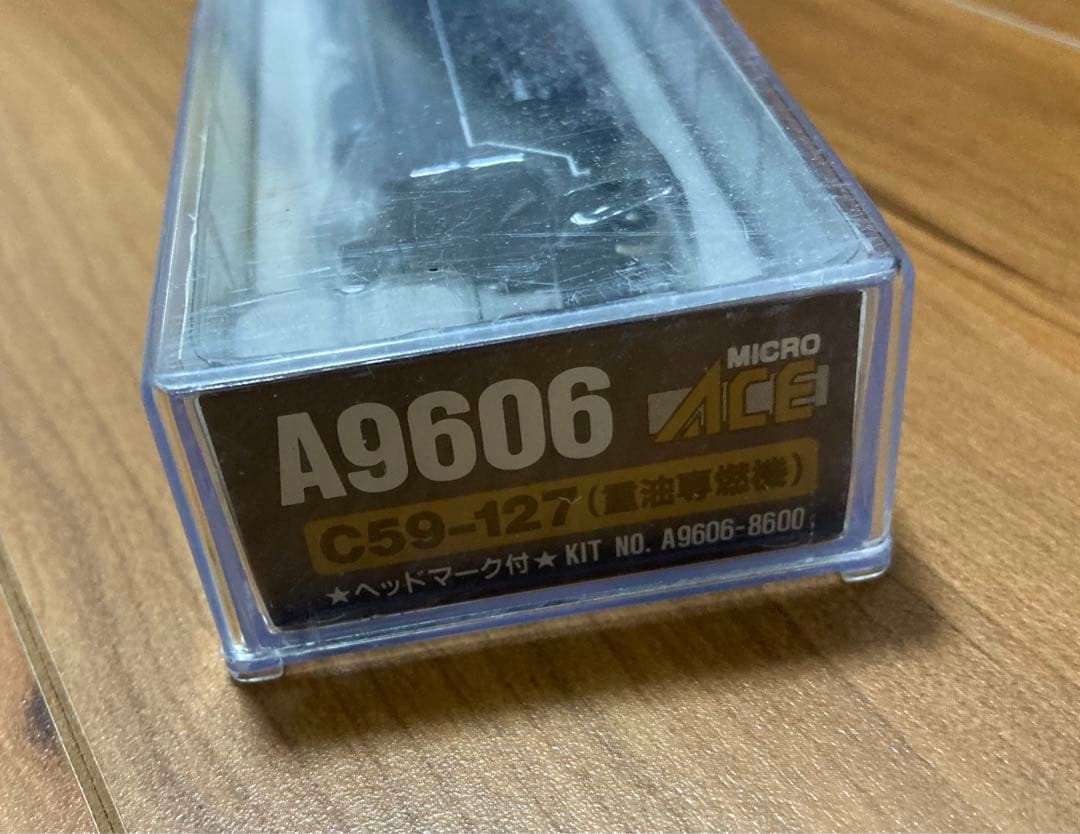 A9606 MICRO ACE
C59-127(重油専燃機)
★ヘッドマーク付★ KIT NO. A9606-8600